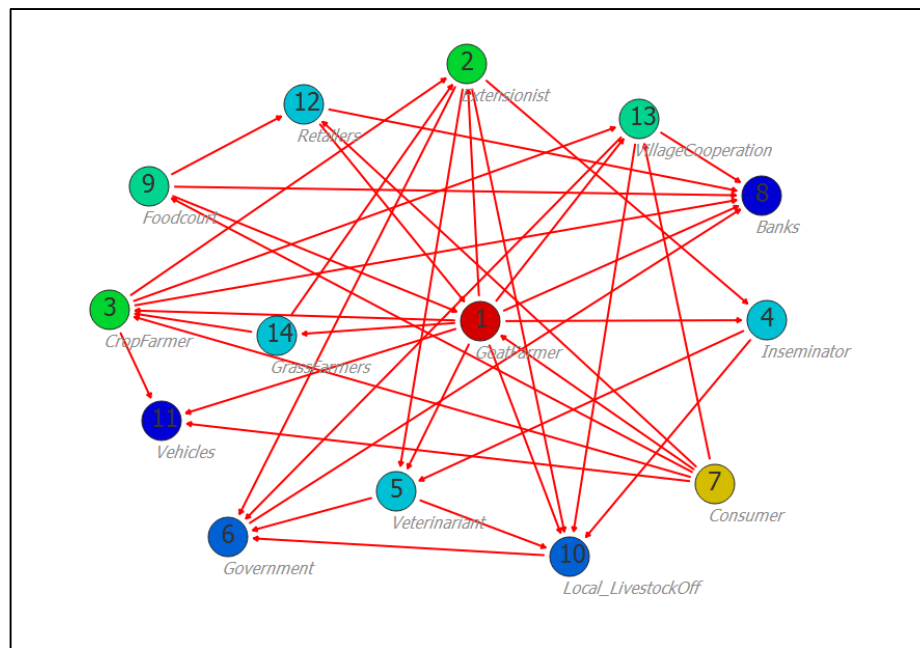 2
Extensionist
12
Retailers
13
VillageCooperation
9
Foodcourt
8
Banks
3
CropFarmer
14
GrassFarmers
1
GoatFarmer
4
Inseminator
11
Vehicles
5
Veterinariant
7
Consumer
6
Government
10
Local_LivestockOff